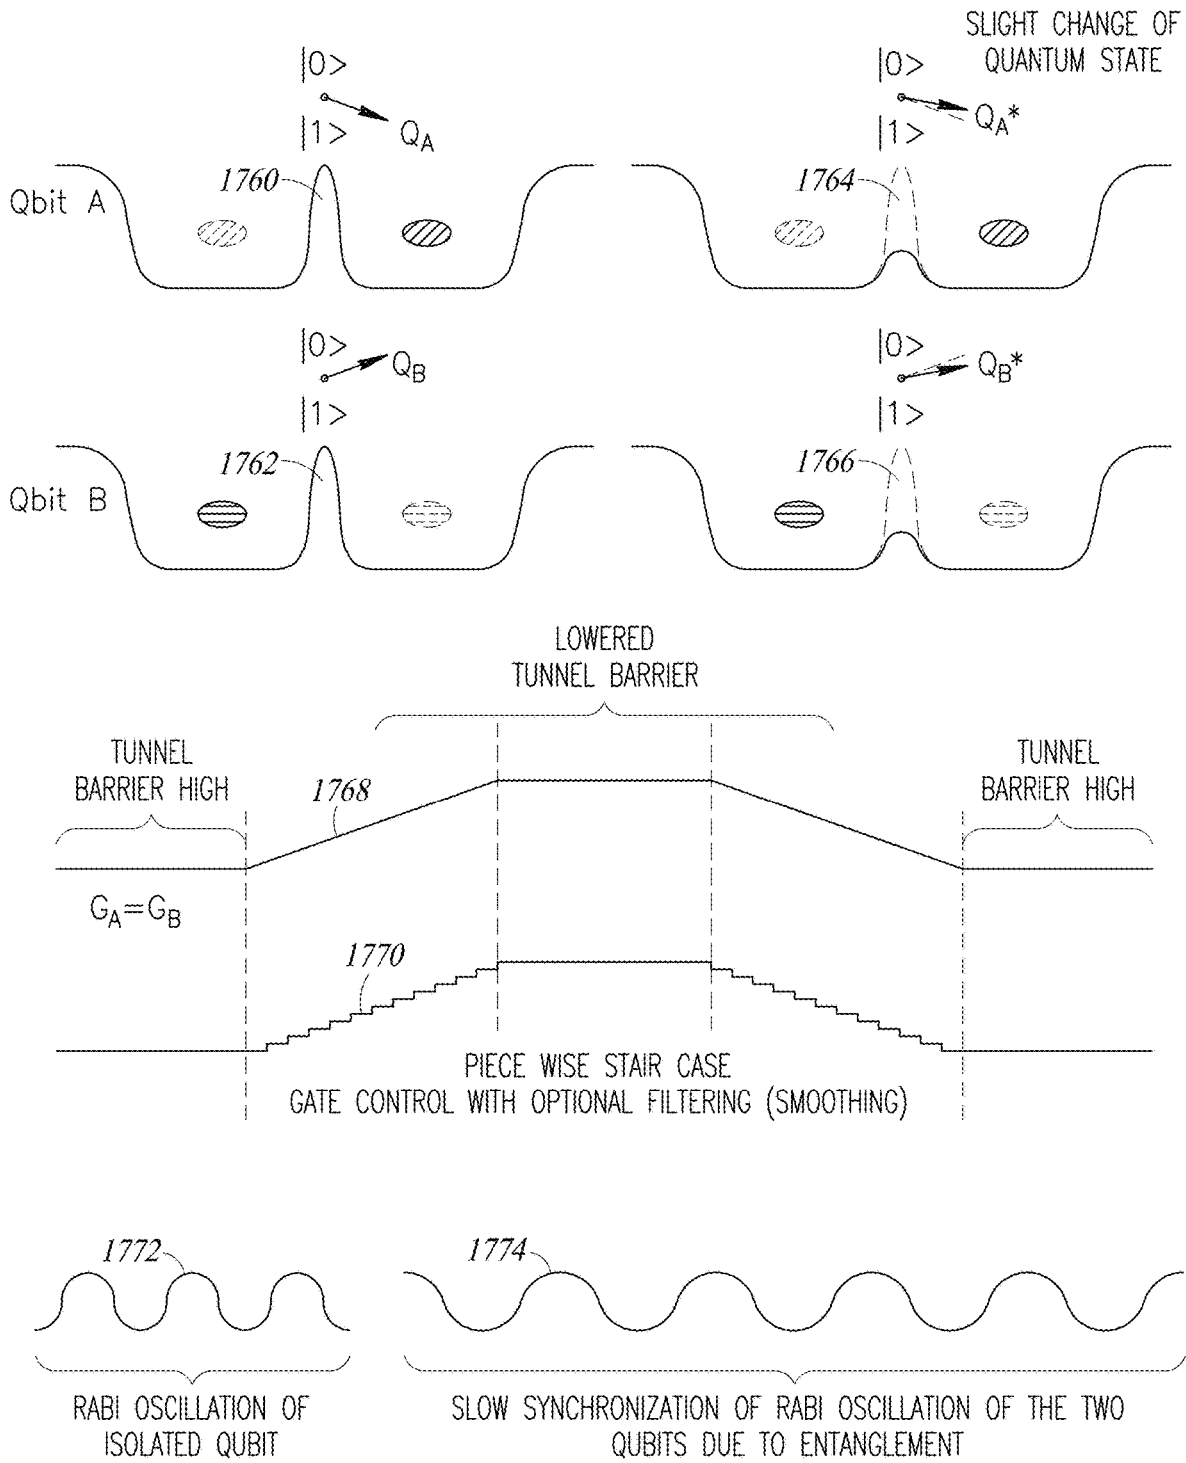 SLIGHT CHANGE OF
QUANTUM STATE
|0>
|1>
QA
|0>
|1>
QA*
Qbit A
1760
1764
|0>
|1>
QB
|0>
|1>
QB*
Qbit B
1762
1766
LOWERED
TUNNEL BARRIER
TUNNEL
BARRIER HIGH
TUNNEL
BARRIER HIGH
1768
GA=GB
1770
PIECE WISE STAIR CASE
GATE CONTROL WITH OPTIONAL FILTERING (SMOOTHING)
1772
1774
RABI OSCILLATION OF
ISOLATED QUBIT
SLOW SYNCHRONIZATION OF RABI OSCILLATION OF THE TWO
QUBITS DUE TO ENTANGLEMENT